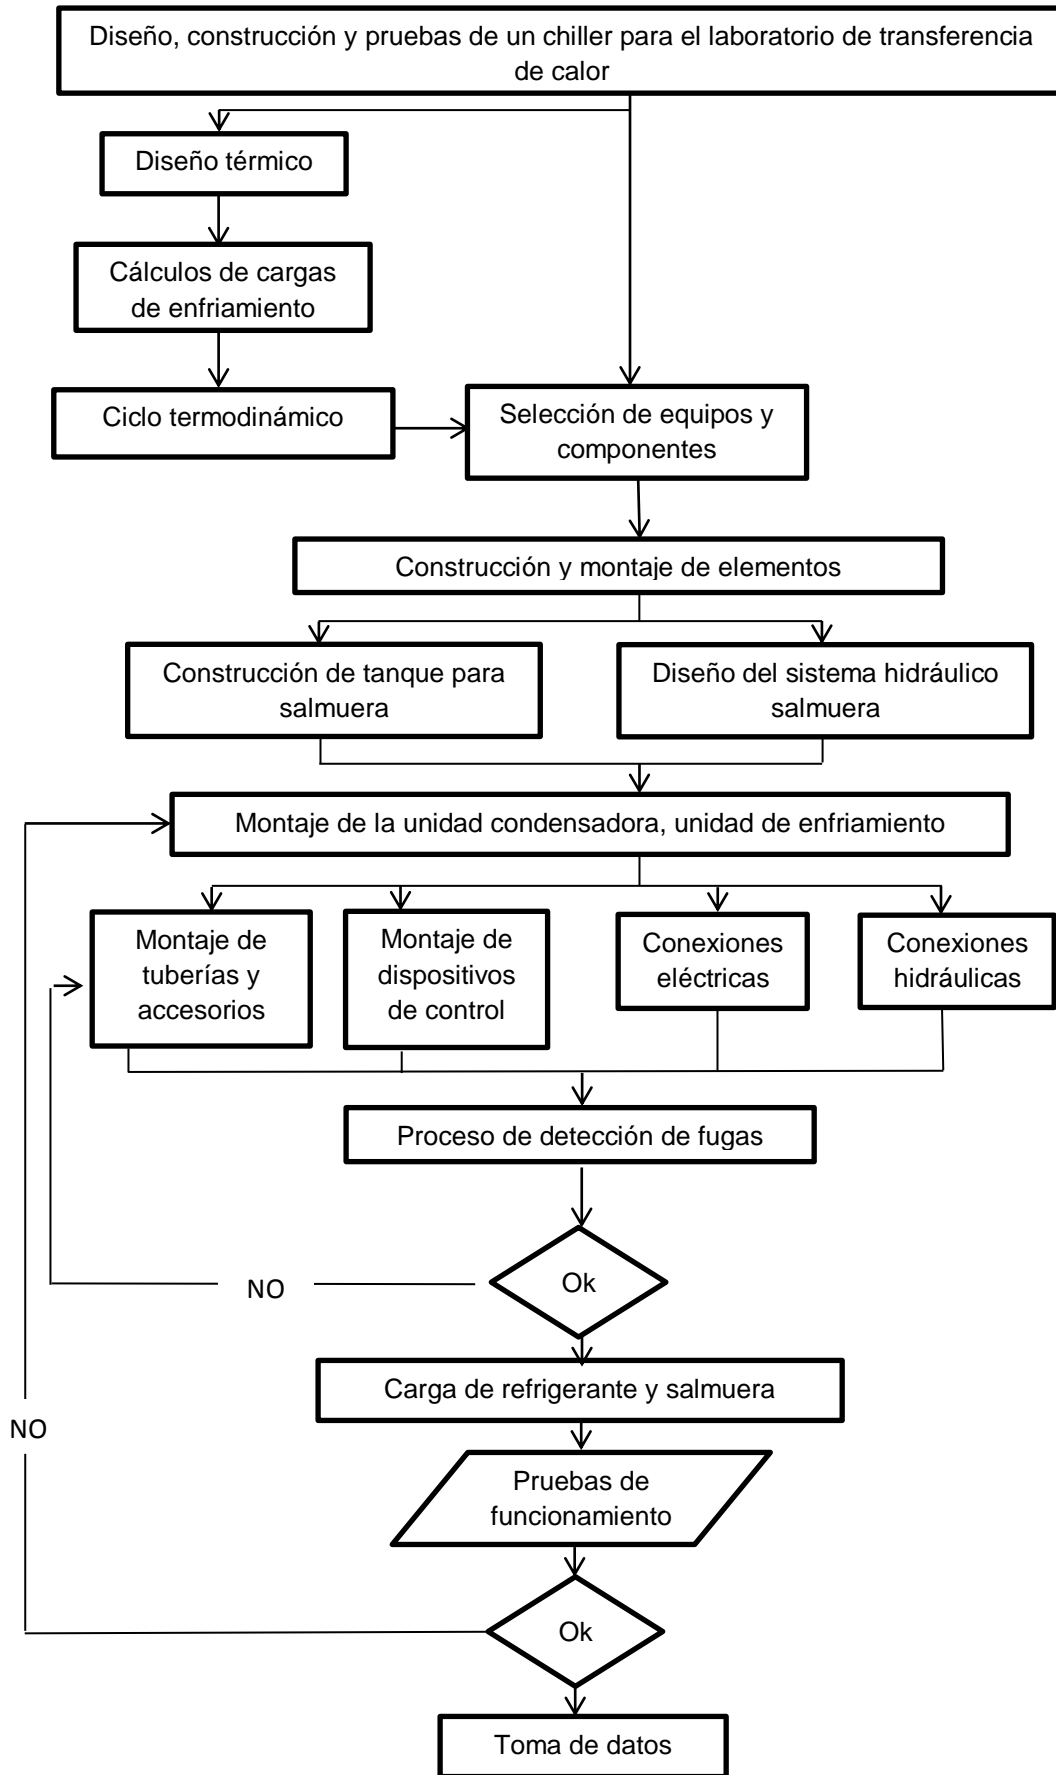 Diseño, construcción y pruebas de un chiller para el laboratorio de transferencia
de calor
Diseño térmico
Cálculos de cargas
de enfriamiento
Ciclo termodinámico
Selección de equipos y
componentes
Construcción y montaje de elementos
Construcción de tanque para
salmuera
Diseño del sistema hidráulico
salmuera
Montaje de la unidad condensadora, unidad de enfriamiento
Montaje de
tuberías y
accesorios
Montaje de
dispositivos
de control
Conexiones
eléctricas
Conexiones
hidráulicas
Proceso de detección de fugas
Ok
NO
Carga de refrigerante y salmuera
NO
Pruebas de
funcionamiento
Ok
Toma de datos